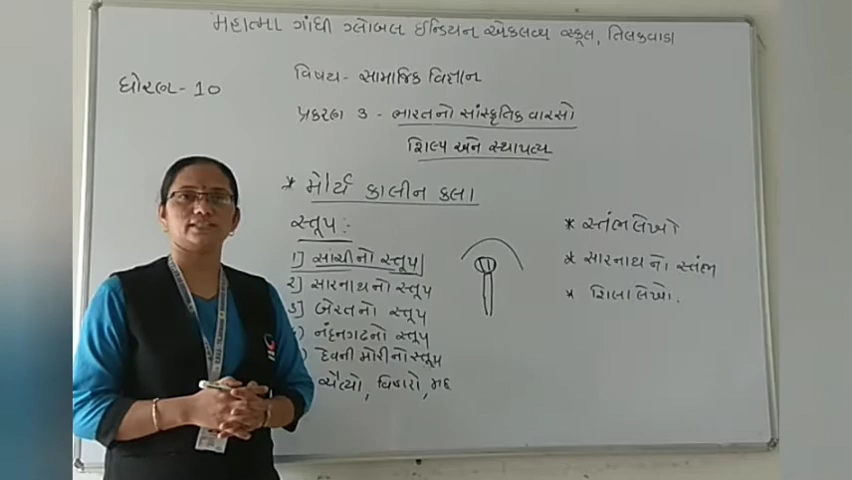 મહાત્મા ગાંધી ગ્લોબલ ઈન્ડિયન એકલવ્ય સ્કૂલ, તિલકવાડા
વિષય- સામાજિક વિજ્ઞાન
ધોરણ- 10
પ્રકરણ 3 - ભારતનો સાંસ્કૃતિક વારસો
શિલ્પ અને સ્થાપત્ય
* મૌર્ય કાલીન કલા
સ્તૂપ :-
1] સાચીનો સ્તૂપ
2] સારનાથનો સ્તૂપ
3] બેરતનો સ્તૂપ
) નંદનગઢનો સ્તૂપ
) દેવની મોરીનો સ્તૂપ
ચૈત્યો, વિહારો, મઠ
* સ્તંભલેખો
* સારનાથનો સ્તંભ
* શિલાલેખો.